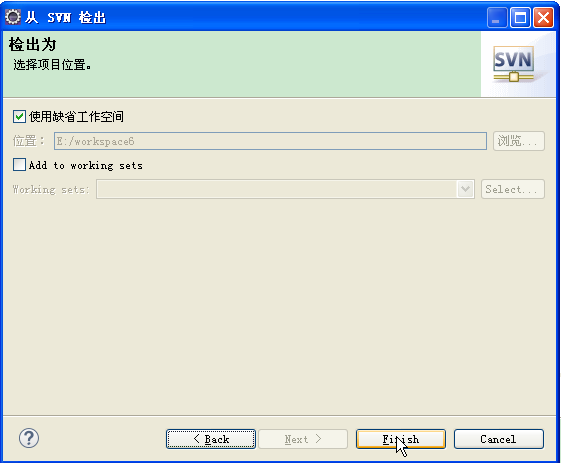 从 SVN 检出
检出为
选择项目位置。
SVN
使用缺省工作空间
位置： E:/workspace6 浏览...
Add to working sets
Working sets: Select...
? < Back Next > Finish Cancel